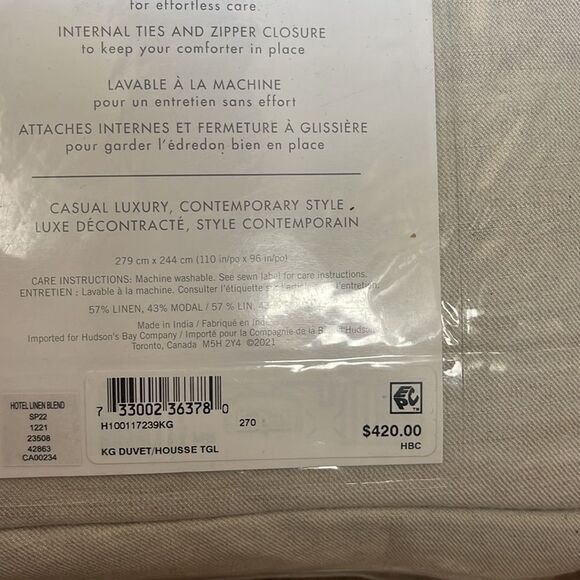 for effortless care.
INTERNAL TIES AND ZIPPER CLOSURE
to keep your comforter in place
LAVABLE À LA MACHINE
pour un entretien sans effort
ATTACHES INTERNES ET FERMETURE À GLISSIÈRE
pour garder l'édredon bien en place
CASUAL LUXURY, CONTEMPORARY STYLE
LUXE DÉCONTRACTÉ, STYLE CONTEMPORAIN
279 cm x 244 cm (110 in/po x 96 in/po)
CARE INSTRUCTIONS: Machine washable. See sewn label for care instructions.
ENTRETIEN : Lavable à la machine. Consulter l'étiquette sur l'article l'entretien.
57% LINEN, 43% MODAL / 57 % LIN,
Made in India / Fabriqué en
Imported for Hudson's Bay Company / Importé pour la Compagnie de la Hudson
Toronto, Canada M5H 2Y4 ©2021
HOTEL LINEN BLEND
SP22
1221
23508
42863
CA00234
7 33002 36378 0
H100117239KG 270
KG DUVET/HOUSSE TGL
$420.00
HBC